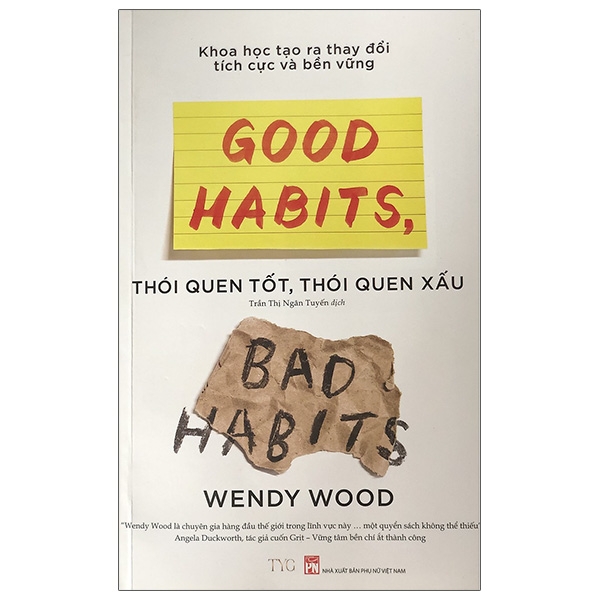 Khoa học tạo ra thay đổi
tích cực và bền vững
GOOD
HABITS,
THÓI QUEN TỐT, THÓI QUEN XẤU
Trần Thị Ngân Tuyến dịch
BAD
HABITS
WENDY WOOD
"Wendy Wood là chuyên gia hàng đầu thế giới trong lĩnh vực này ... một quyển sách không thể thiếu"
Angela Duckworth, tác giả cuốn Grit – Vững tâm bền chí ắt thành công
TYG
PN
NHÀ XUẤT BẢN PHỤ NỮ VIỆT NAM